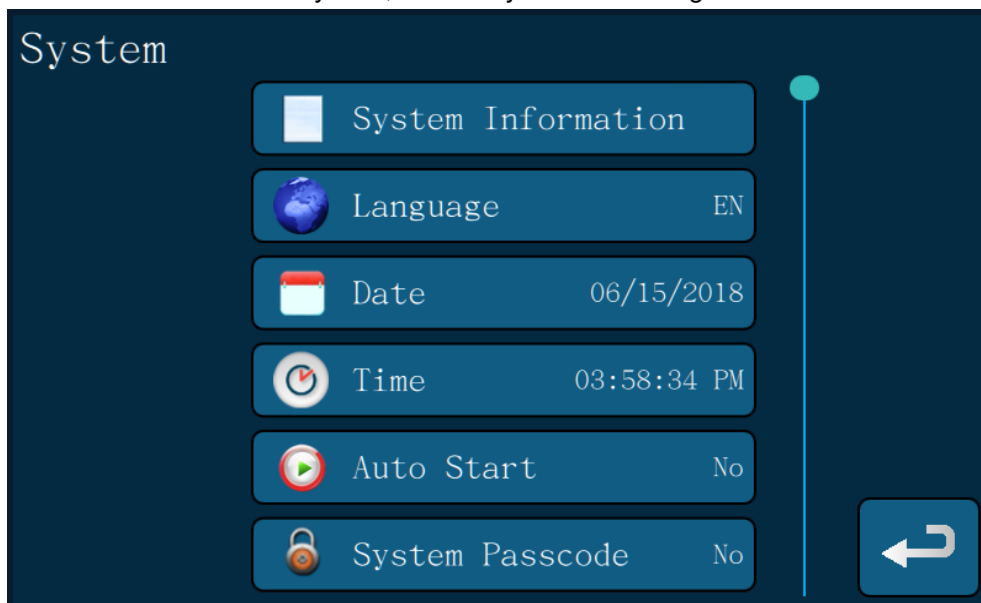 System
System Information
Language EN
Date 06/15/2018
Time 03:58:34 PM
Auto Start No
System Passcode No